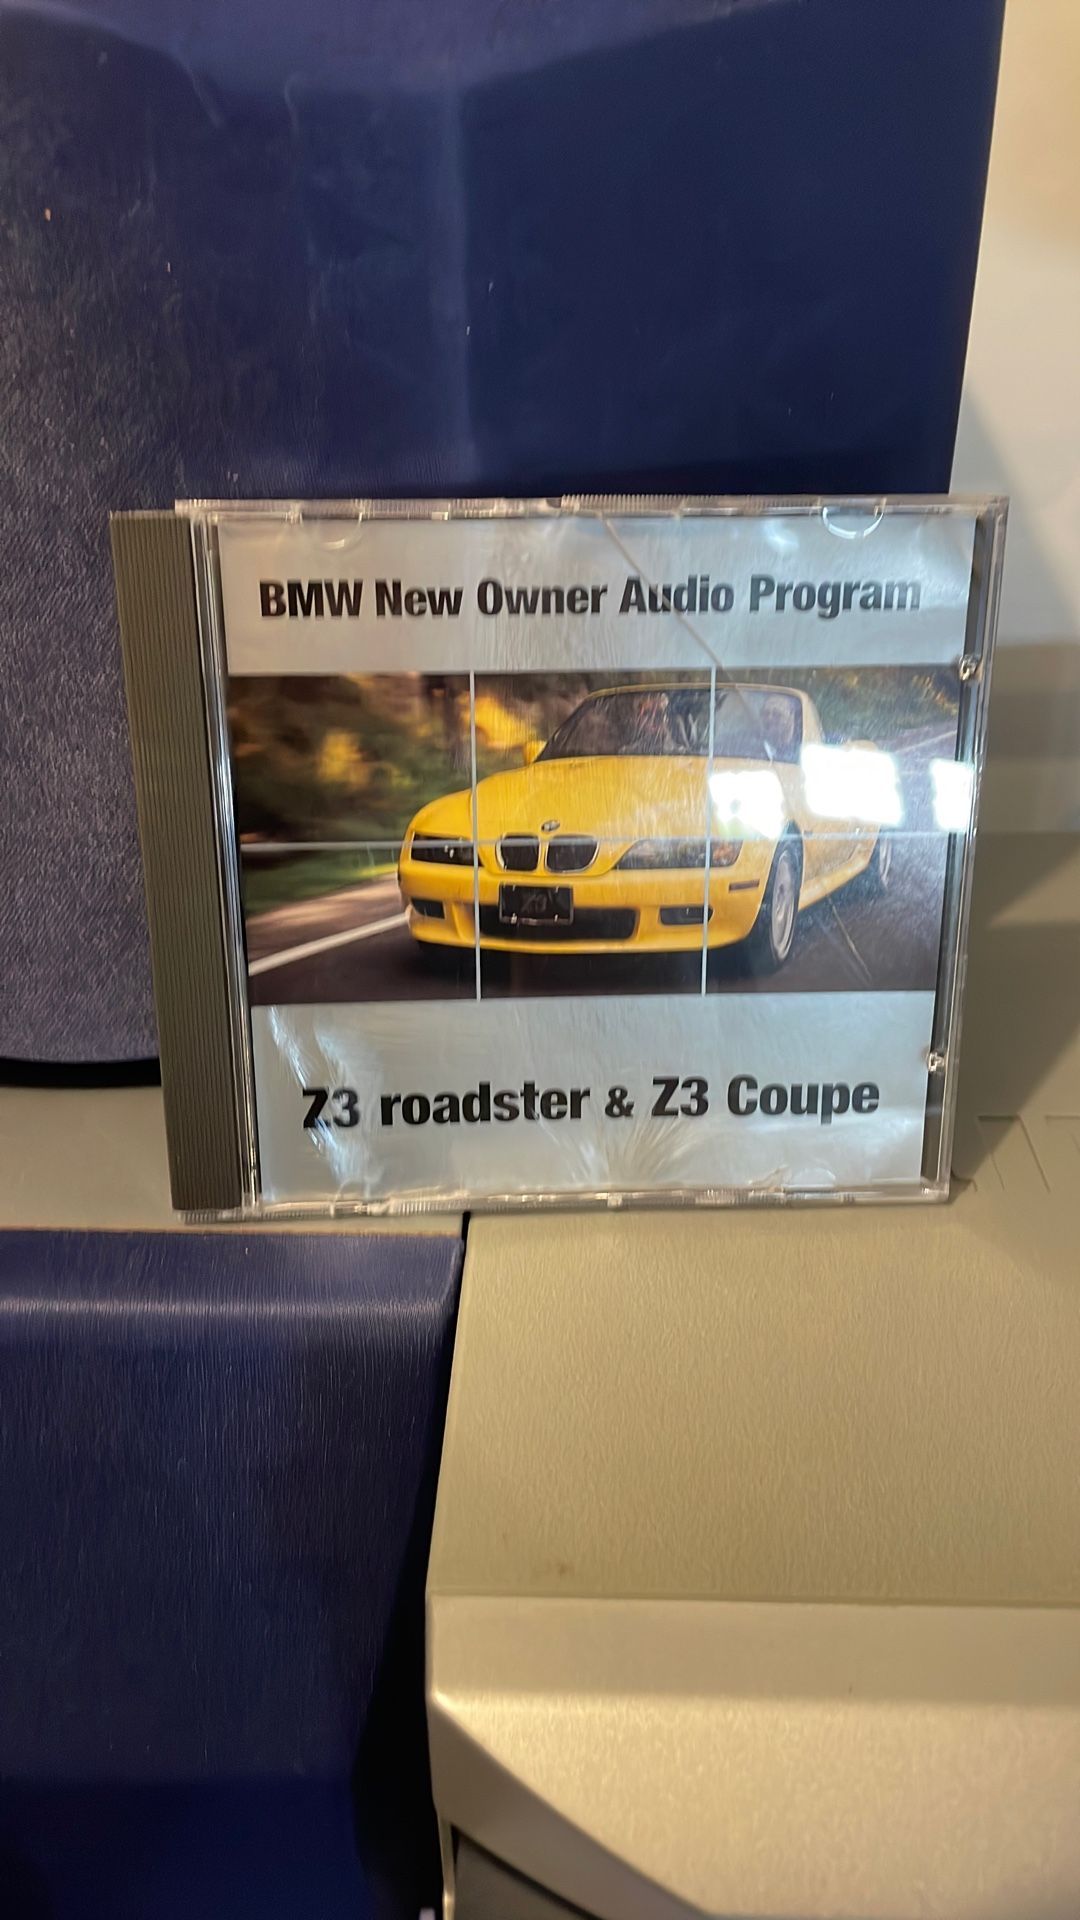 BMW New Owner Audio Program
Z3 roadster & Z3 Coupe